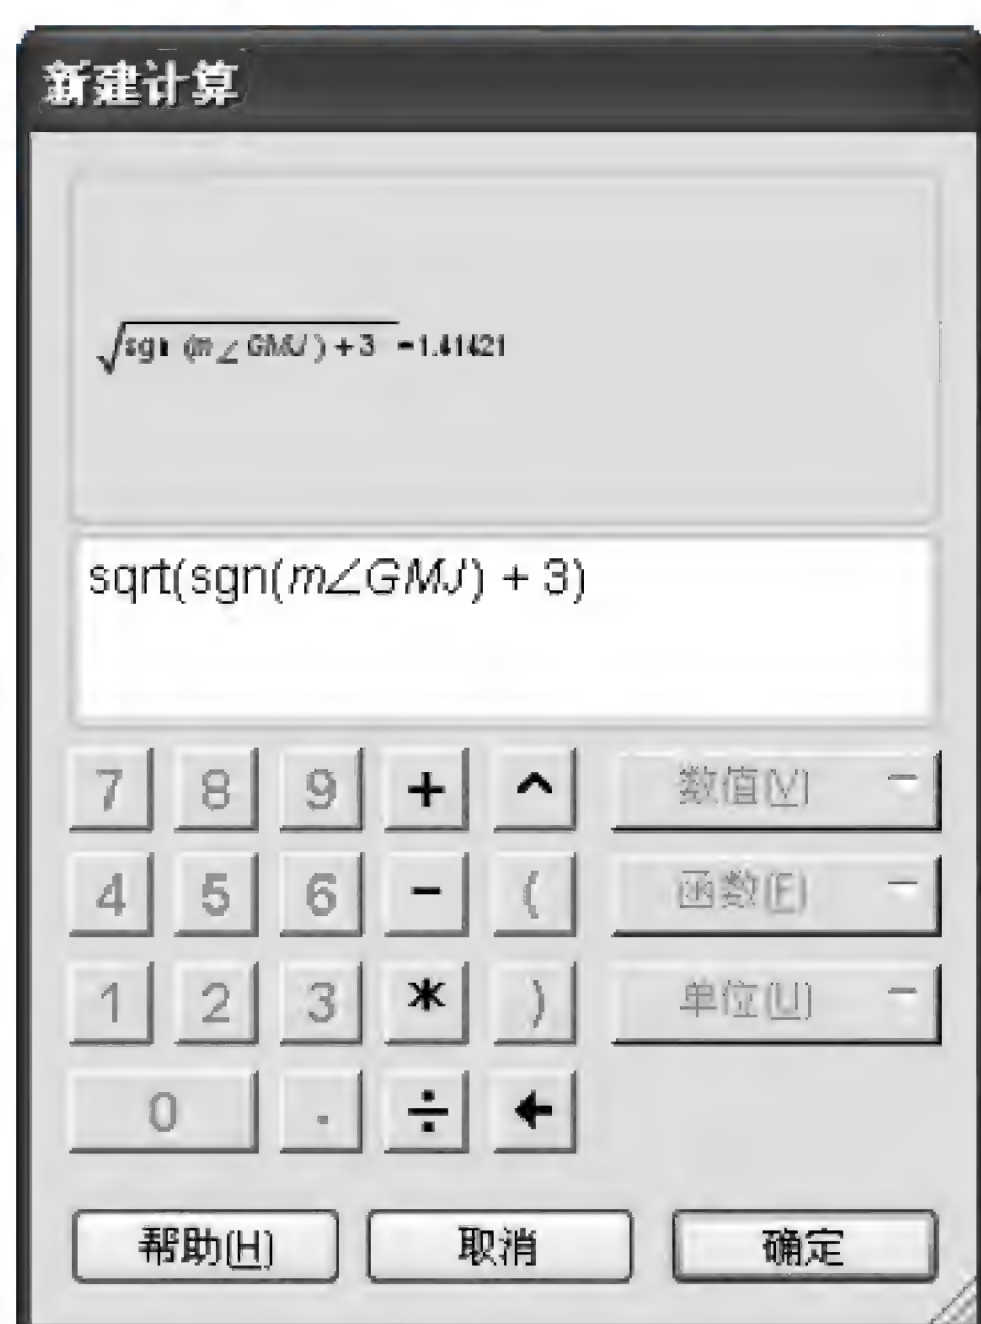 新建计算
√sgn (m∠GMJ) + 3 =1.41421
sqrt(sgn(m∠GMJ) + 3)
7 8 9 + ^ 数值(V)
4 5 6 - ( 函数(F)
1 2 3 * ) 单位(U)
0 . ÷ ←
帮助(H) 取消 确定